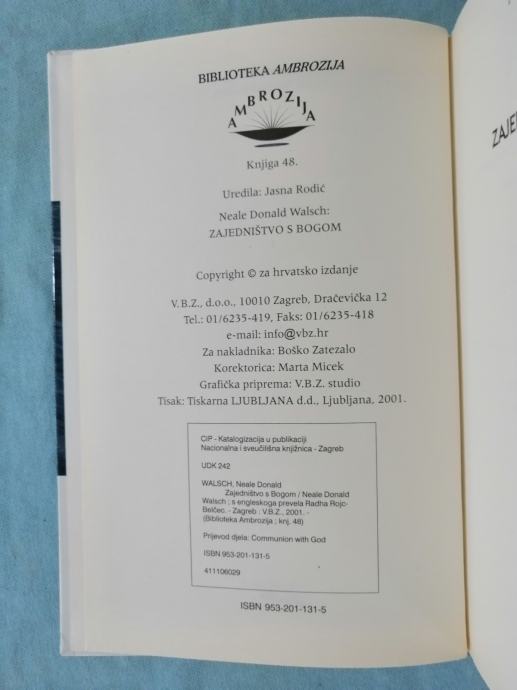 BIBLIOTEKA AMBROZIJA
AMBROZIJA
Knjiga 48.
Uredila: Jasna Rodić
Neale Donald Walsch:
ZAJEDNIŠTVO S BOGOM
Copyright © za hrvatsko izdanje
V.B.Z., d.o.o., 10010 Zagreb, Dračevička 12
Tel.: 01/6235-419, Faks: 01/6235-418
e-mail: info@vbz.hr
Za nakladnika: Boško Zatezalo
Korektorica: Marta Micek
Grafička priprema: V.B.Z. studio
Tisak: Tiskarna LJUBLJANA d.d., Ljubljana, 2001.
CIP - Katalogizacija u publikaciji
Nacionalna i sveučilišna knjižnica - Zagreb
UDK 242
WALSCH, Neale Donald
Zajedništvo s Bogom / Neale Donald
Walsch ; s engleskoga prevela Radha Rojc-
Belčec. - Zagreb : V.B.Z., 2001. -
(Biblioteka Ambrozija ; knj. 48)
Prijevod djela: Communion with God
ISBN 953-201-131-5
411106029
ISBN 953-201-131-5